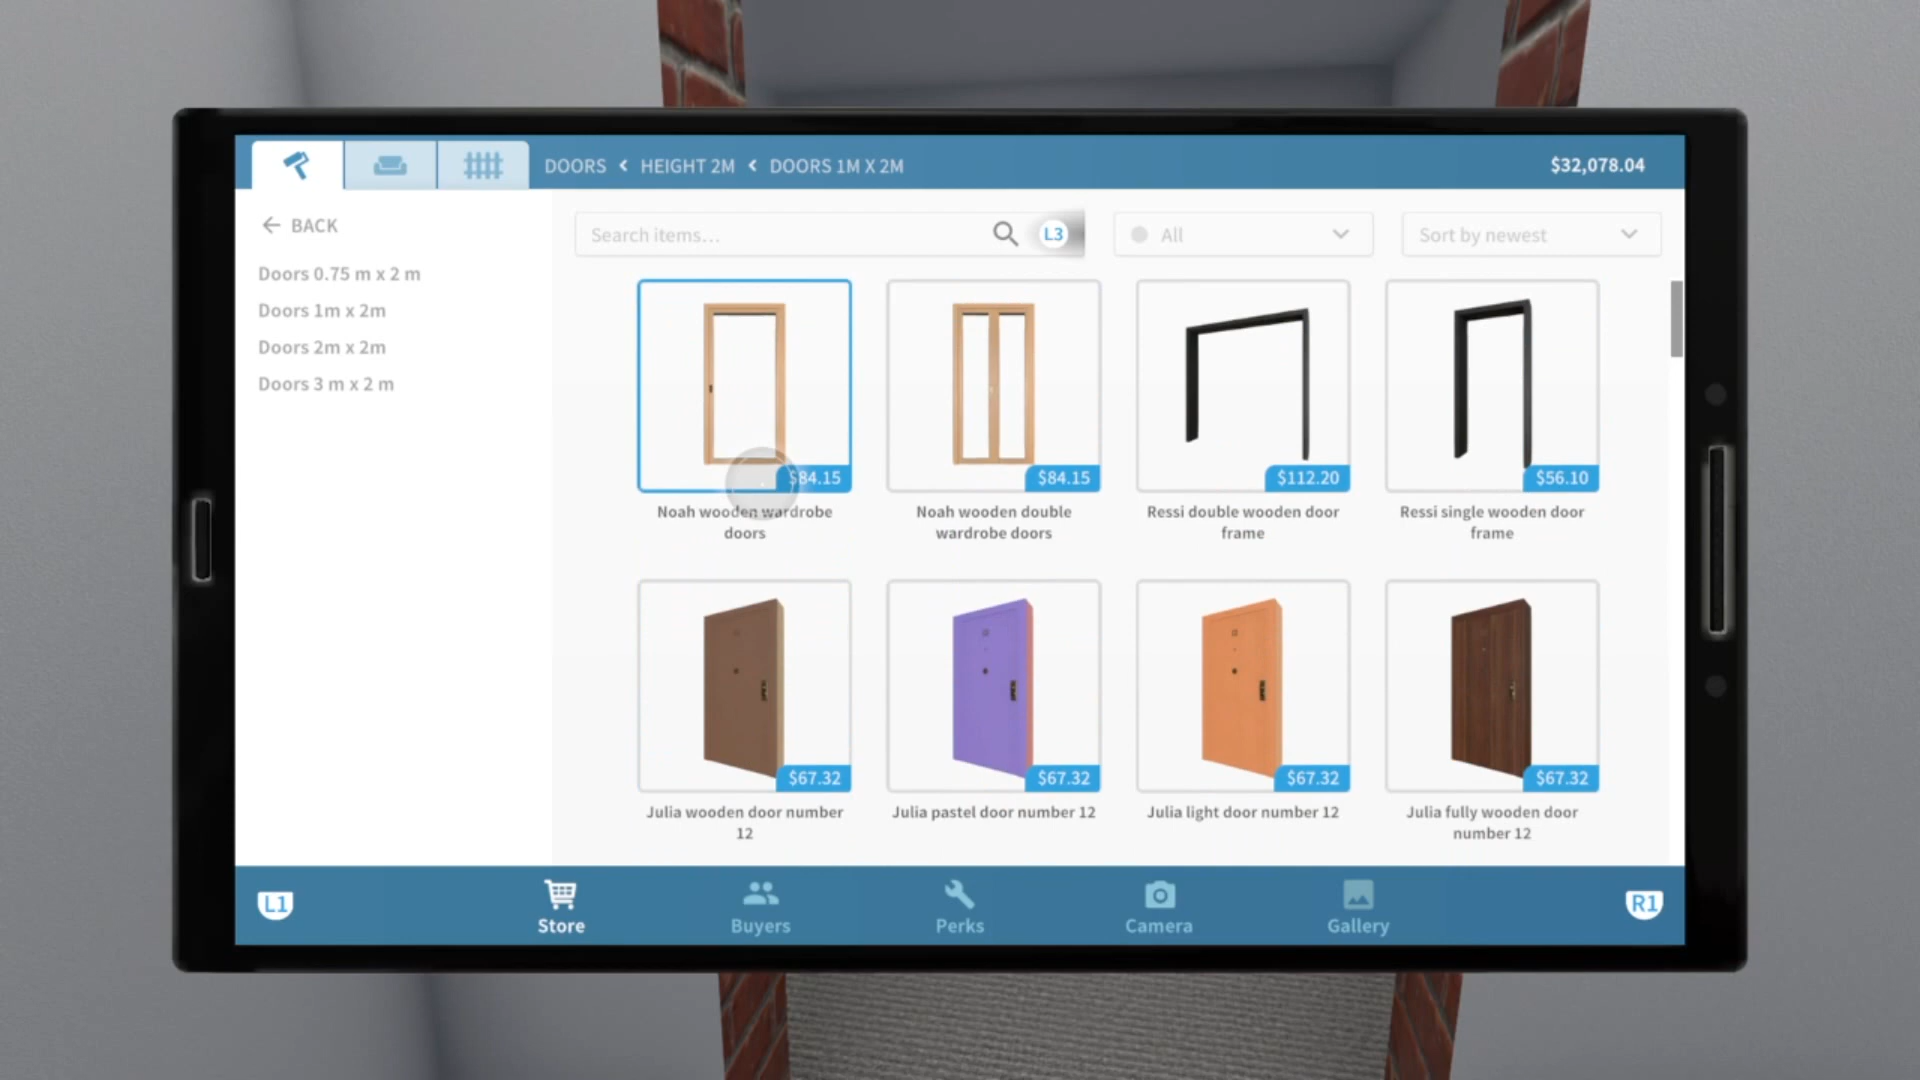 DOORS < HEIGHT 2M < DOORS 1M X 2M
$32,078.04
BACK
Doors 0.75 m x 2 m
Doors 1m x 2m
Doors 2m x 2m
Doors 3 m x 2 m
Search items...
L3
All
Sort by newest
$84.15
$84.15
$112.20
$56.10
Noah wooden wardrobe
doors
Noah wooden double
wardrobe doors
Ressi double wooden door
frame
Ressi single wooden door
frame
$67.32
$67.32
$67.32
$67.32
Julia wooden door number
12
Julia pastel door number 12
Julia light door number 12
Julia fully wooden door
number 12
L1
Store
Buyers
Perks
Camera
Gallery
R1